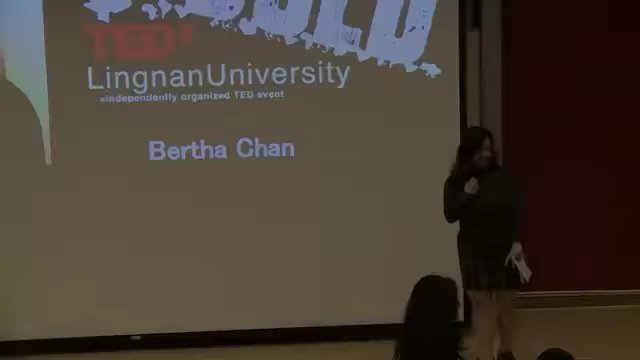 TEDx
LingnanUniversity
x=independently organized TED event
Bertha Chan